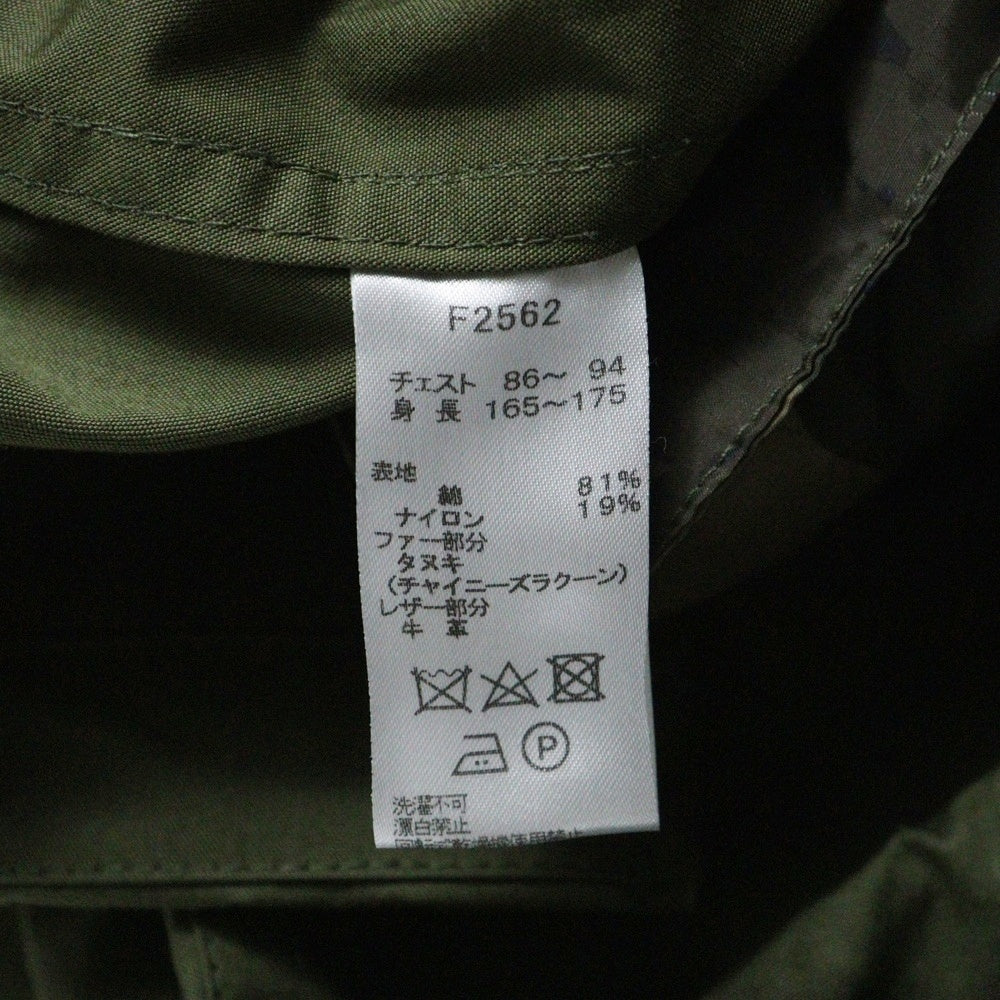 F2562
チェスト 86～ 94
身 長 165～175
表地
綿 81%
ナイロン 19%
ファー部分
タヌキ
（チャイニーズラクーン）
レザー部分
牛 革
P
洗濯不可
漂白禁止